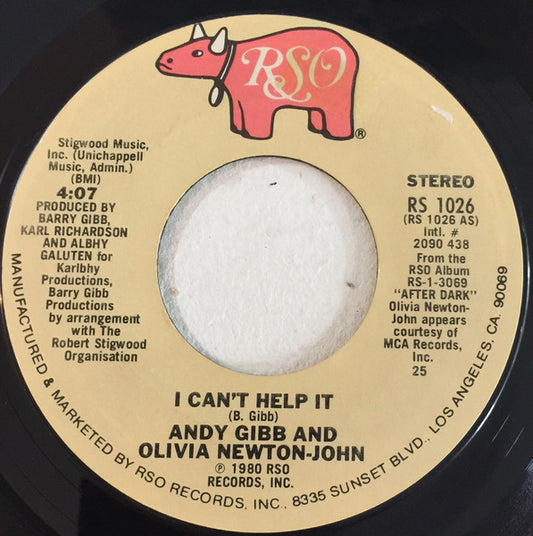 RSO
®
Stigwood Music,
Inc. (Unichappell
Music, Admin.)
(BMI)
4:07
PRODUCED BY
BARRY GIBB,
KARL RICHARDSON
AND ALBHY
GALUTEN for
Karlbhy
Productions,
Barry Gibb
Productions
by arrangement
with The
Robert Stigwood
Organisation
STEREO
RS 1026
(RS 1026 AS)
Intl. #
2090 438
From the
RSO Album
RS-1-3069
"AFTER DARK"
Olivia Newton-
John appears
courtesy of
MCA Records,
Inc.
25
I CAN'T HELP IT
(B. Gibb)
ANDY GIBB AND
OLIVIA NEWTON-JOHN
℗ 1980 RSO
RECORDS, INC.
MANUFACTURED & MARKETED BY RSO RECORDS, INC., 8335 SUNSET BLVD., LOS ANGELES, CA. 90069